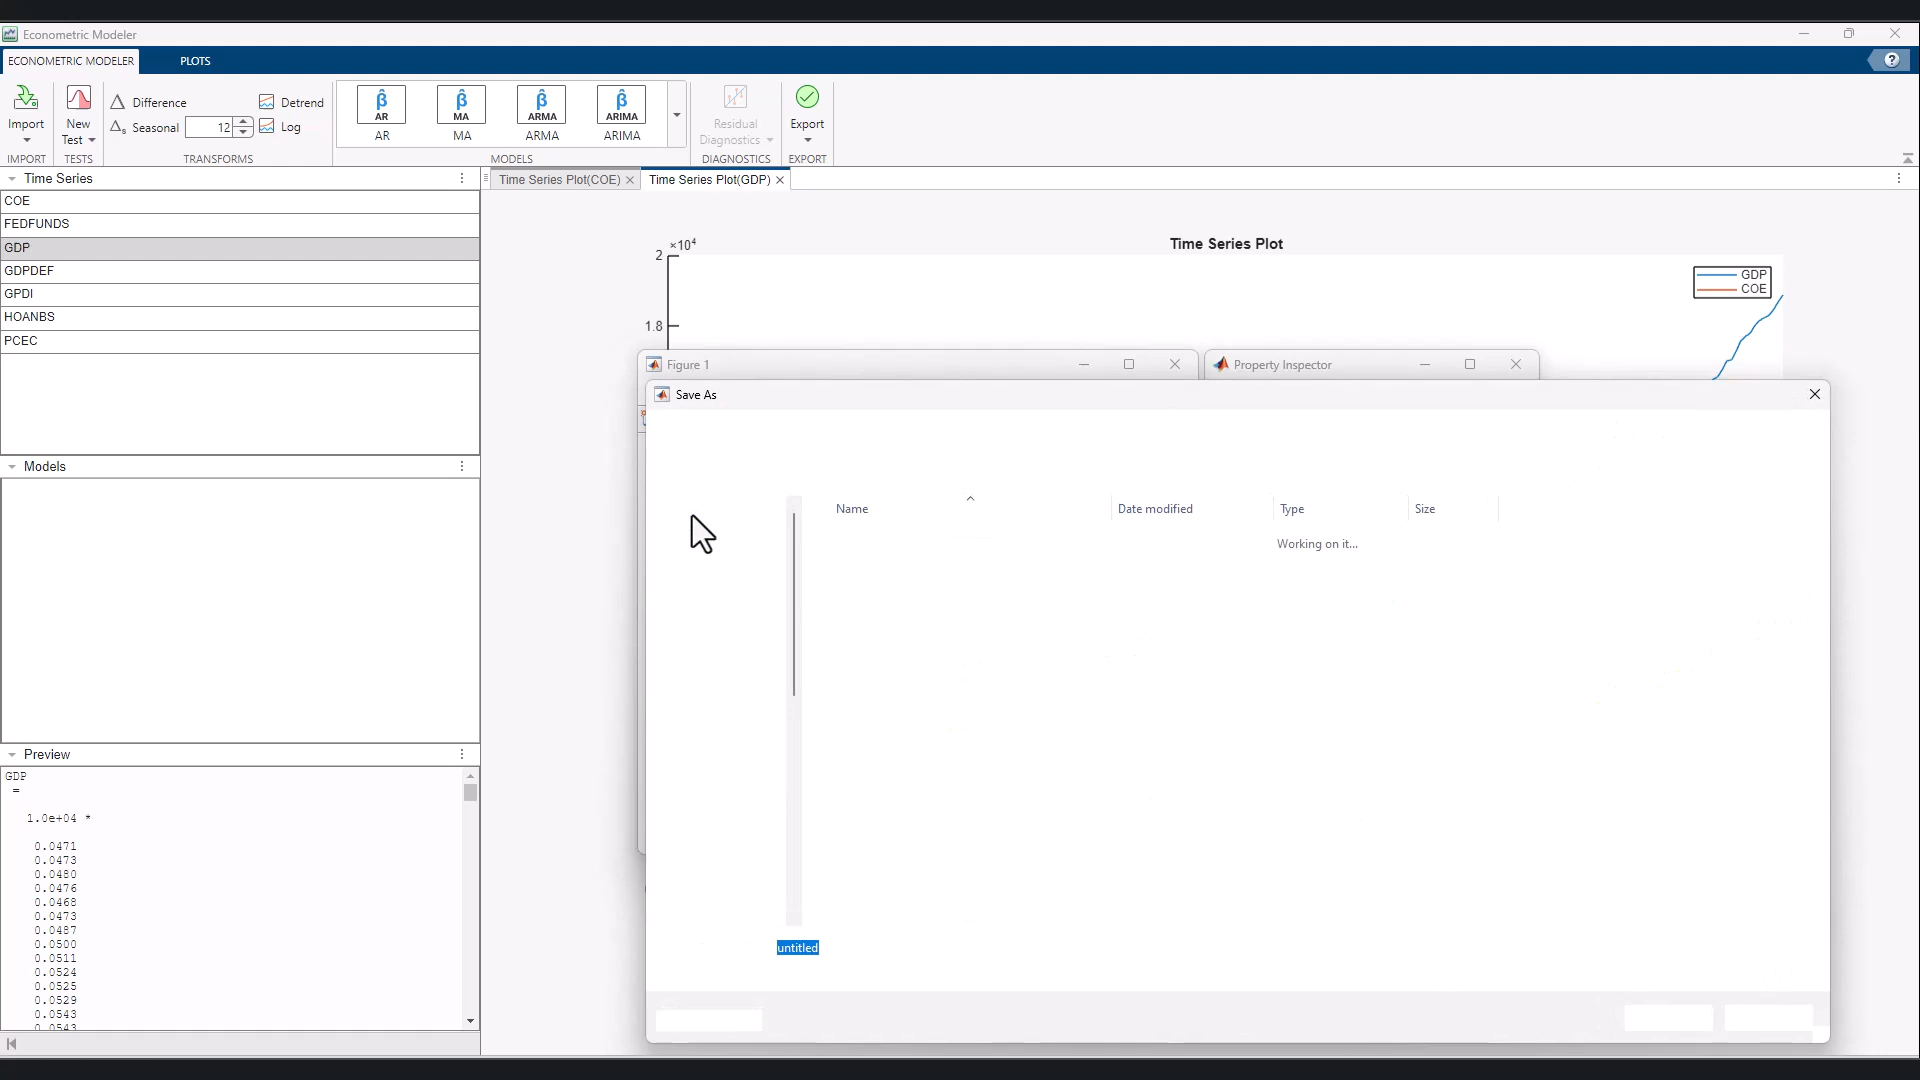 Econometric Modeler
ECONOMETRIC MODELER
PLOTS
Import
New
Test
Difference
Seasonal
12
Detrend
Log
β̂
AR
AR
β̂
MA
MA
β̂
ARMA
ARMA
β̂
ARIMA
ARIMA
Residual
Diagnostics
Export
?
IMPORT
TESTS
TRANSFORMS
MODELS
DIAGNOSTICS
EXPORT
Time Series
COE
FEDFUNDS
GDP
GDPDEF
GPDI
HOANBS
PCEC
Models
Preview
GDP
=
1.0e+04 *
0.0471
0.0473
0.0480
0.0476
0.0468
0.0473
0.0487
0.0500
0.0511
0.0524
0.0525
0.0529
0.0543
0.0543
Time Series Plot(COE)
Time Series Plot(GDP)
×10⁴
2
1.8
Time Series Plot
GDP
COE
Figure 1
Property Inspector
Save As
Name
Date modified
Type
Size
Working on it...
untitled